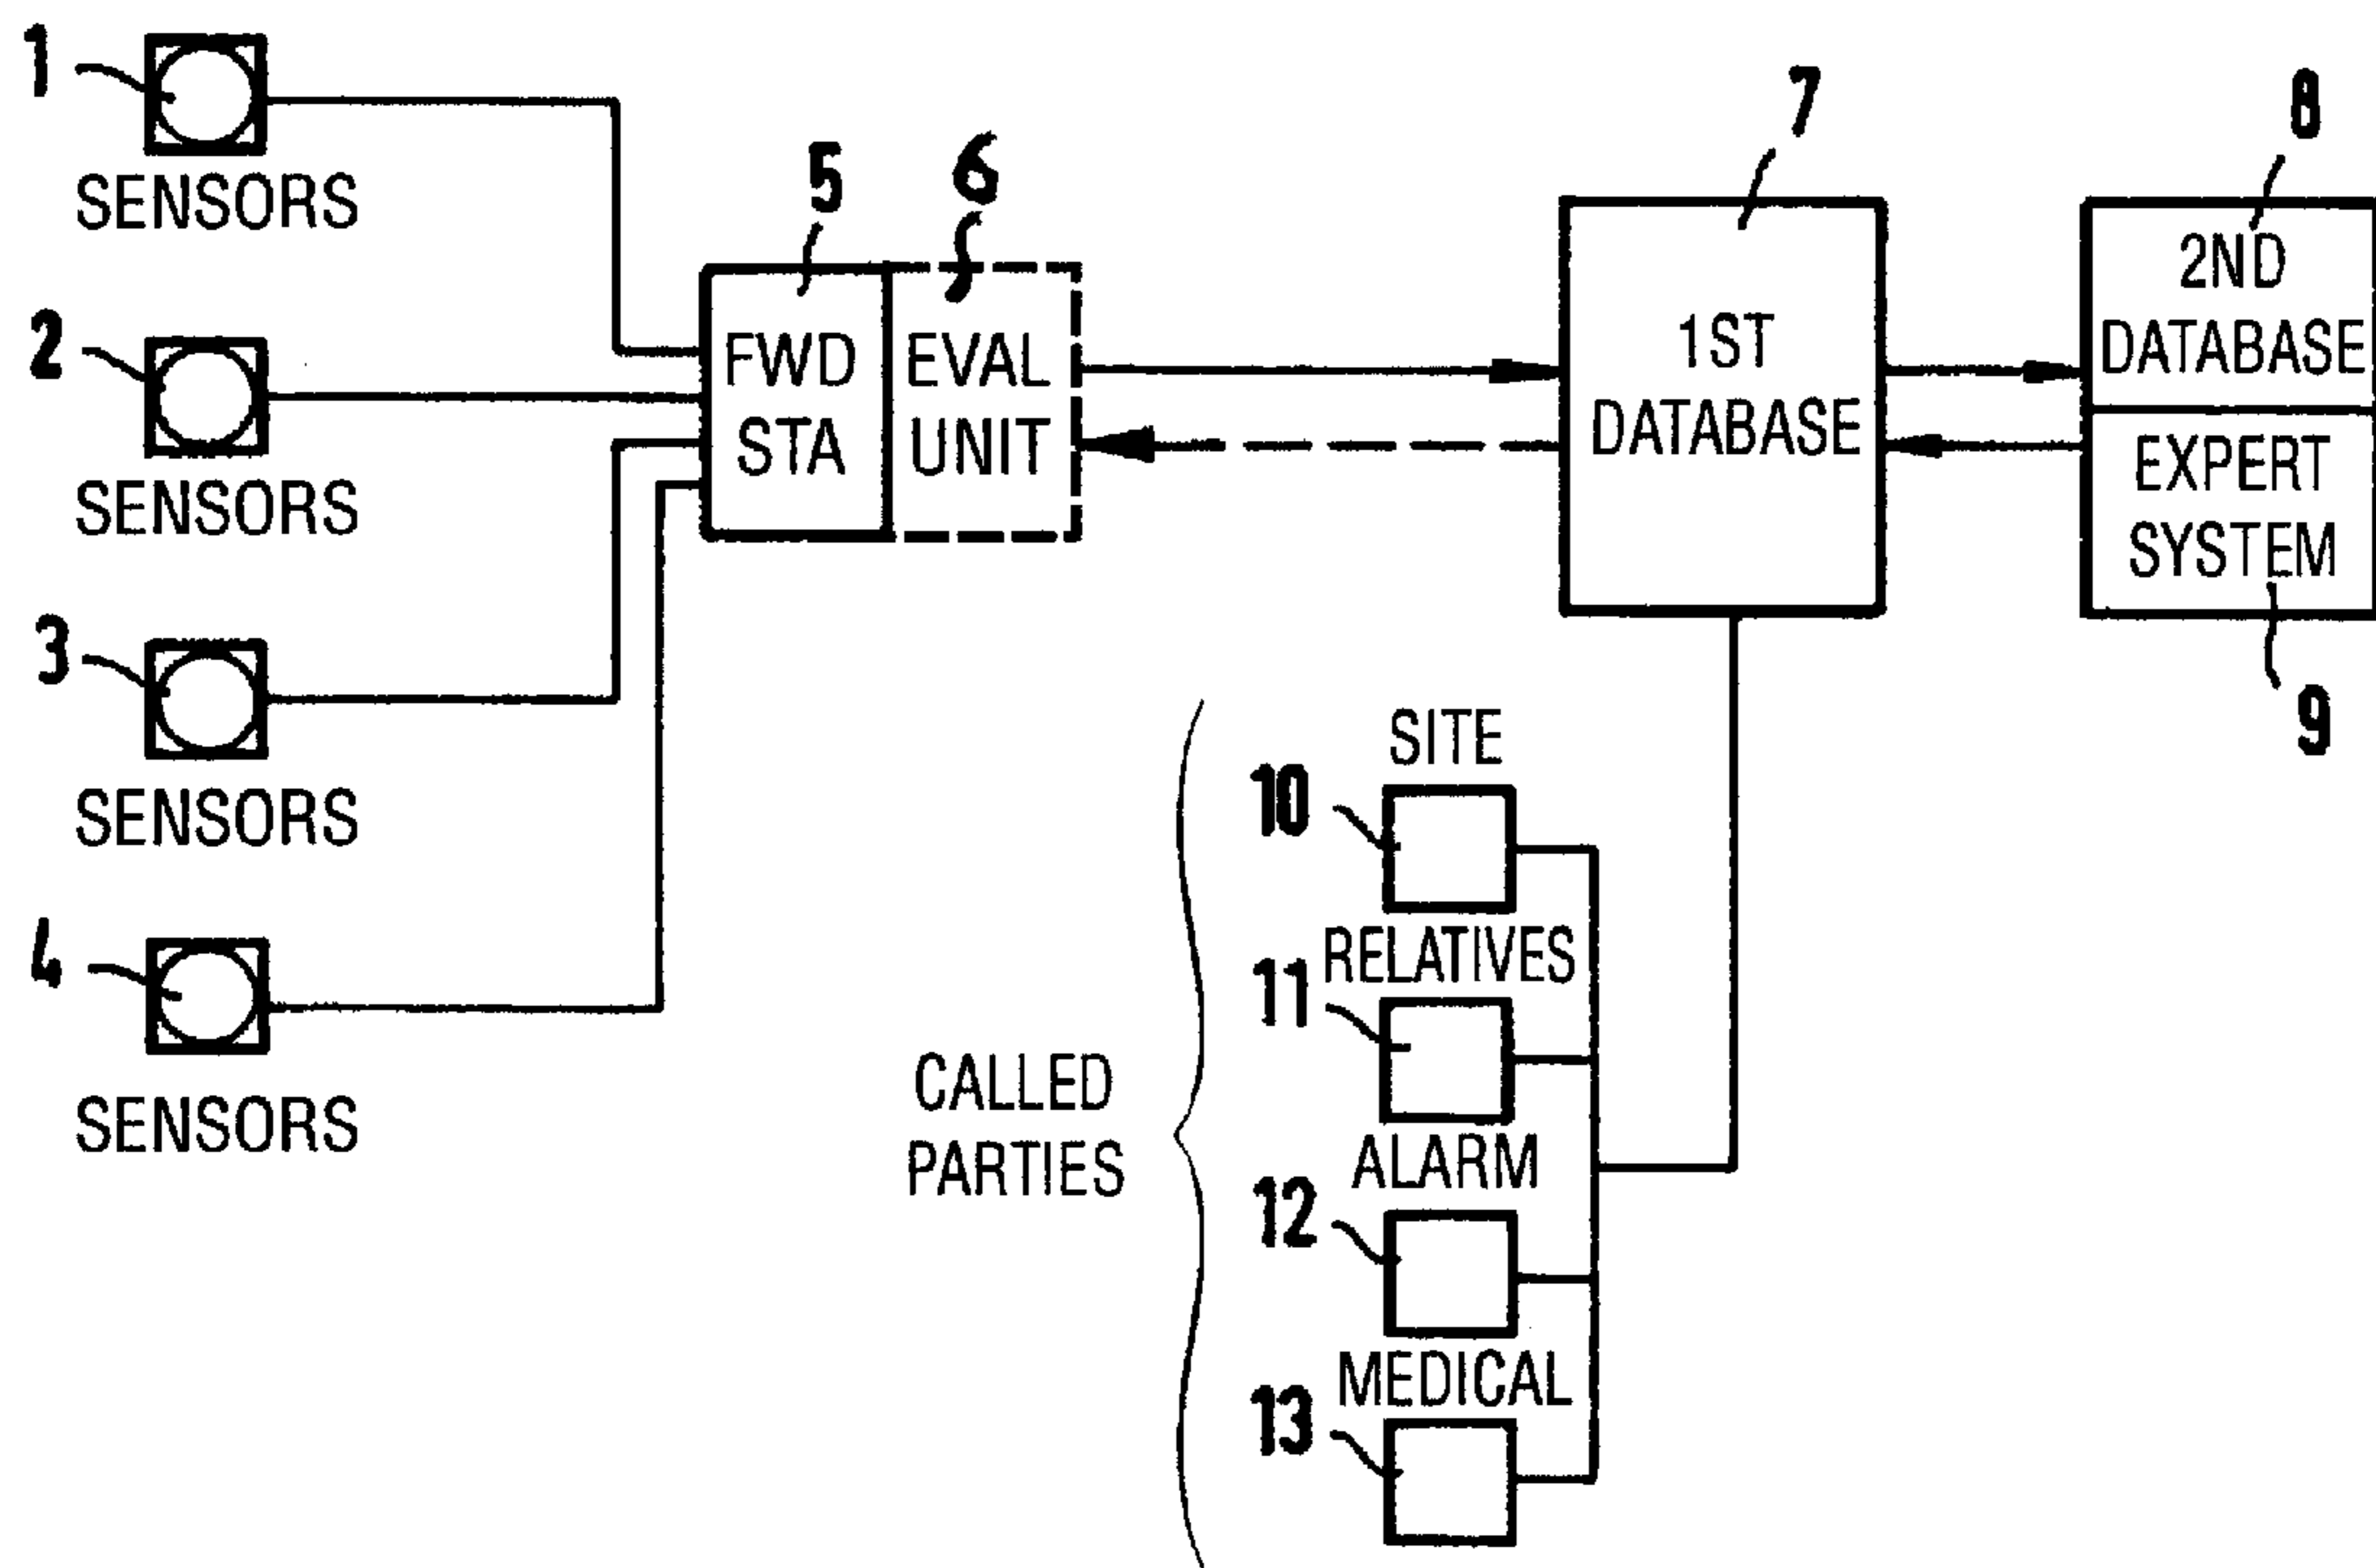 1
SENSORS
2
SENSORS
3
SENSORS
4
SENSORS
5
FWD
STA
6
EVAL
UNIT
7
1ST
DATABASE
8
2ND
DATABASE
EXPERT
SYSTEM
9
CALLED
PARTIES
SITE
10
RELATIVES
11
ALARM
12
MEDICAL
13